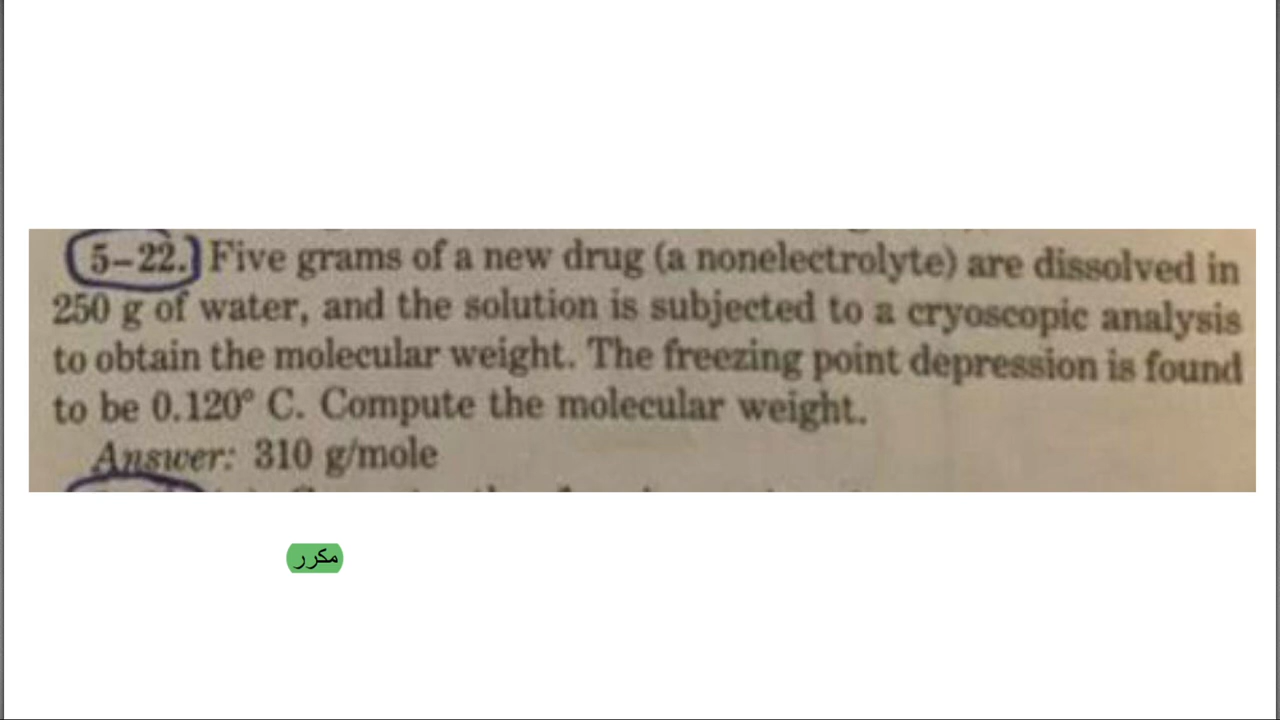 5–22. Five grams of a new drug (a nonelectrolyte) are dissolved in
250 g of water, and the solution is subjected to a cryoscopic analysis
to obtain the molecular weight. The freezing point depression is found
to be 0.120° C. Compute the molecular weight.
Answer: 310 g/mole
مكرر